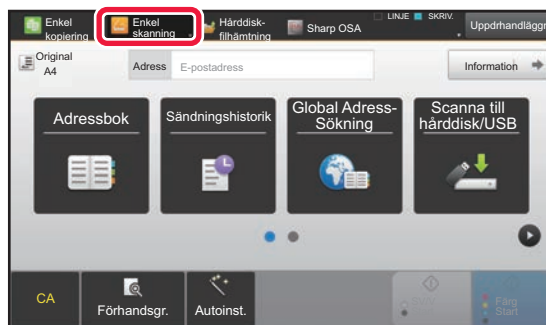 Enkel
kopiering
Enkel
skanning
Hårddisk-
filhämtning
Sharp OSA
LINJE
SKRIV.
Uppdrhandläggr
Original
A4
Adress
E-postadress
Information
Adressbok
Sändningshistorik
Global Adress-
Sökning
Scanna till
hårddisk/USB
CA
Förhandsgr.
Autoinst.
Färg
Start